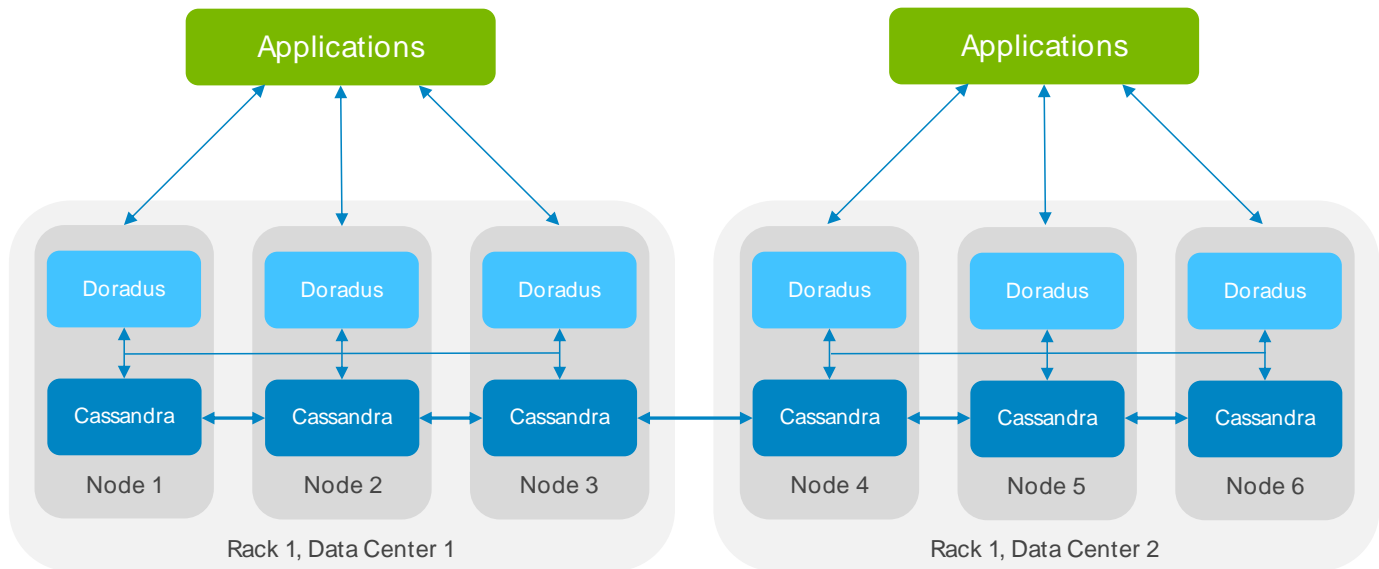 Applications
Applications
Doradus
Doradus
Doradus
Doradus
Doradus
Doradus
Cassandra
Cassandra
Cassandra
Cassandra
Cassandra
Cassandra
Node 1
Node 2
Node 3
Node 4
Node 5
Node 6
Rack 1, Data Center 1
Rack 1, Data Center 2